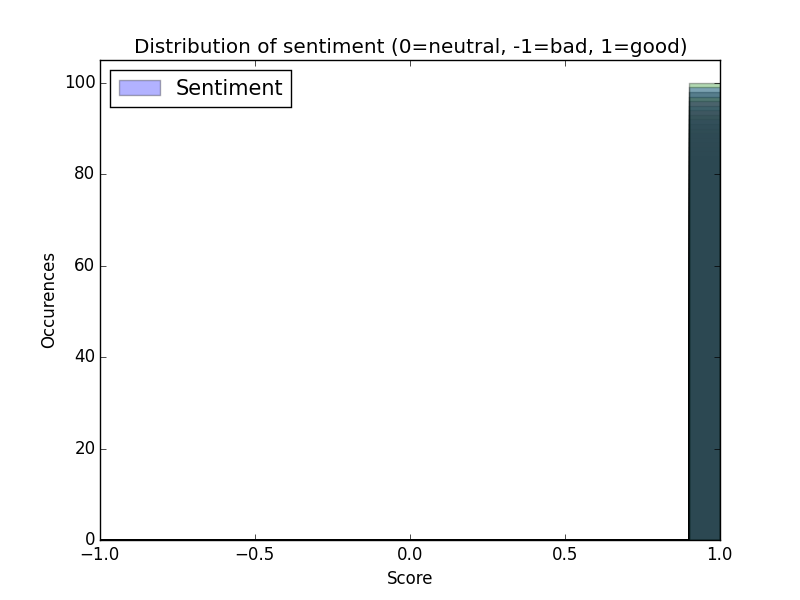 Distribution of sentiment (0=neutral, -1=bad, 1=good)
Sentiment
100
80
60
40
20
0
Occurences
−1.0 −0.5 0.0 0.5 1.0
Score